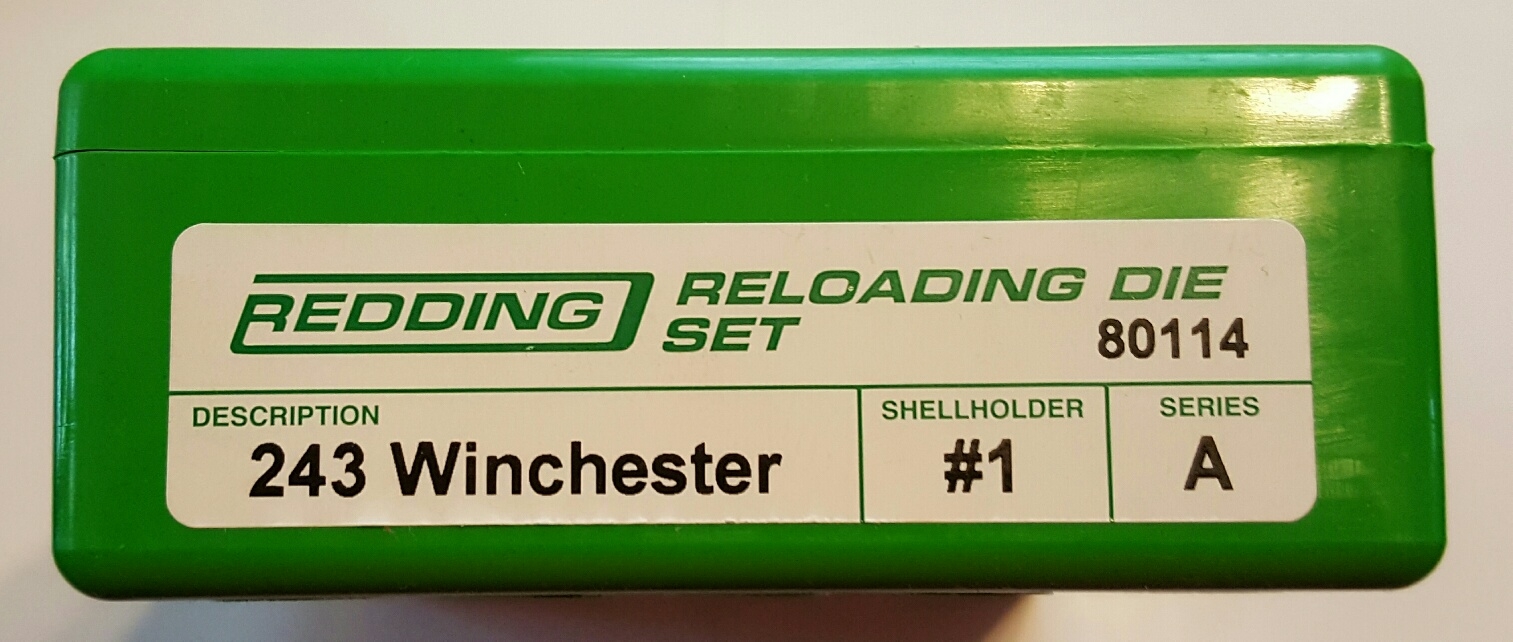 REDDING RELOADING DIE
SET
80114
DESCRIPTION
243 Winchester
SHELLHOLDER
#1
SERIES
A